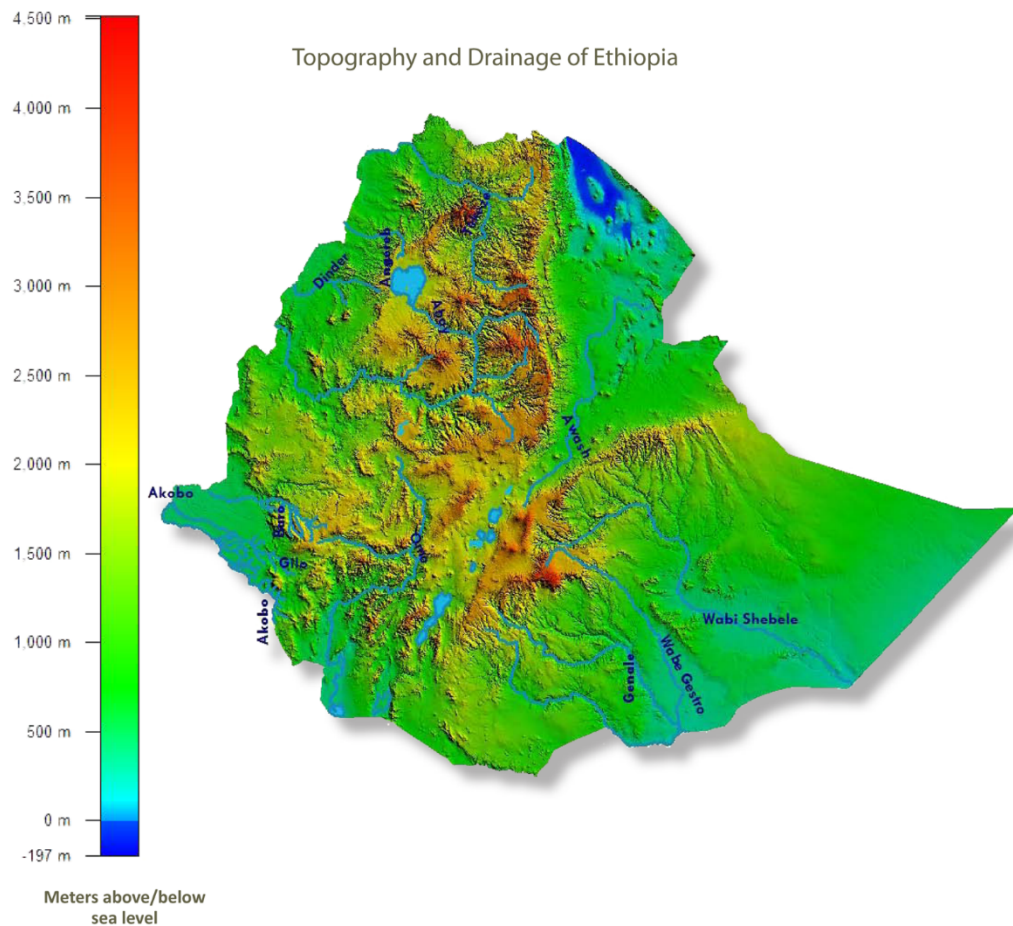 4,500 m
Topography and Drainage of Ethiopia
4,000 m
3,500 m
3,000 m
2,500 m
2,000 m
1,500 m
1,000 m
500 m
0 m
-197 m
Meters above/below
sea level
Tekeze
Angereb
Dinder
Abay
Awash
Akobo
Baro
Gilo
Omo
Akobo
Wabi Shebele
Genale
Wabe Gestro